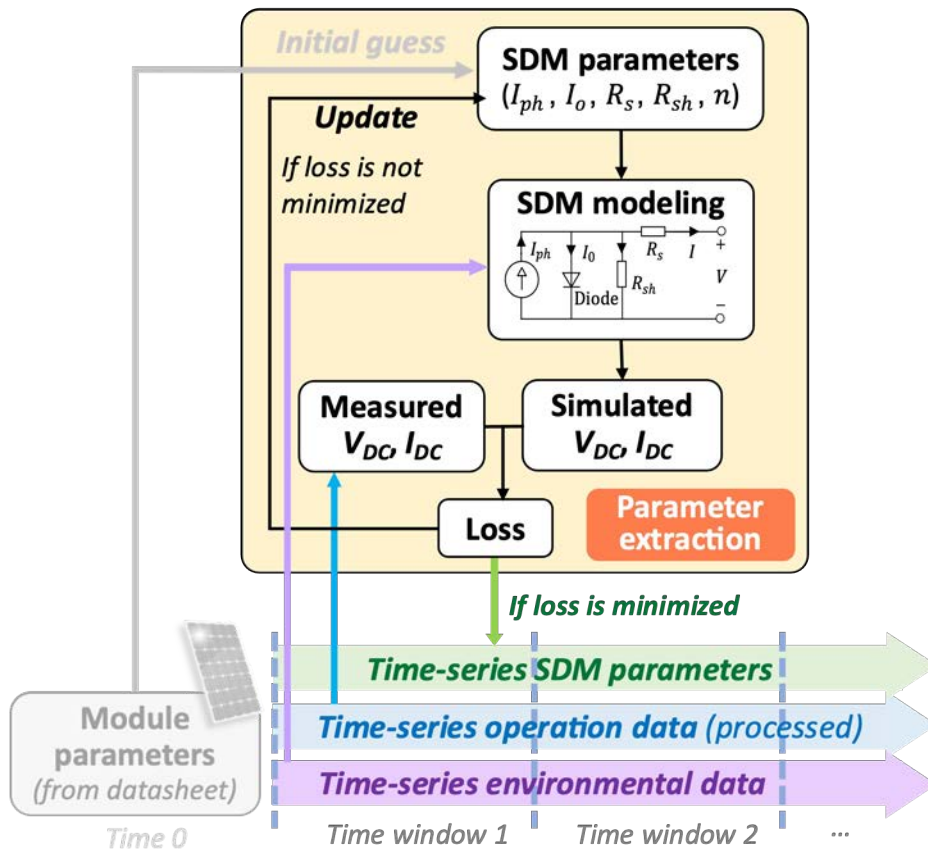 Initial guess
SDM parameters
(I_ph , I_o, R_s, R_sh, n)
Update
If loss is not
minimized
SDM modeling
I_ph
I_0
R_s
I
+
Diode
R_sh
V
−
Measured
V_DC, I_DC
Simulated
V_DC, I_DC
Loss
Parameter
extraction
If loss is minimized
Time-series SDM parameters
Module
parameters
(from datasheet)
Time-series operation data (processed)
Time-series environmental data
Time 0
Time window 1
Time window 2
...